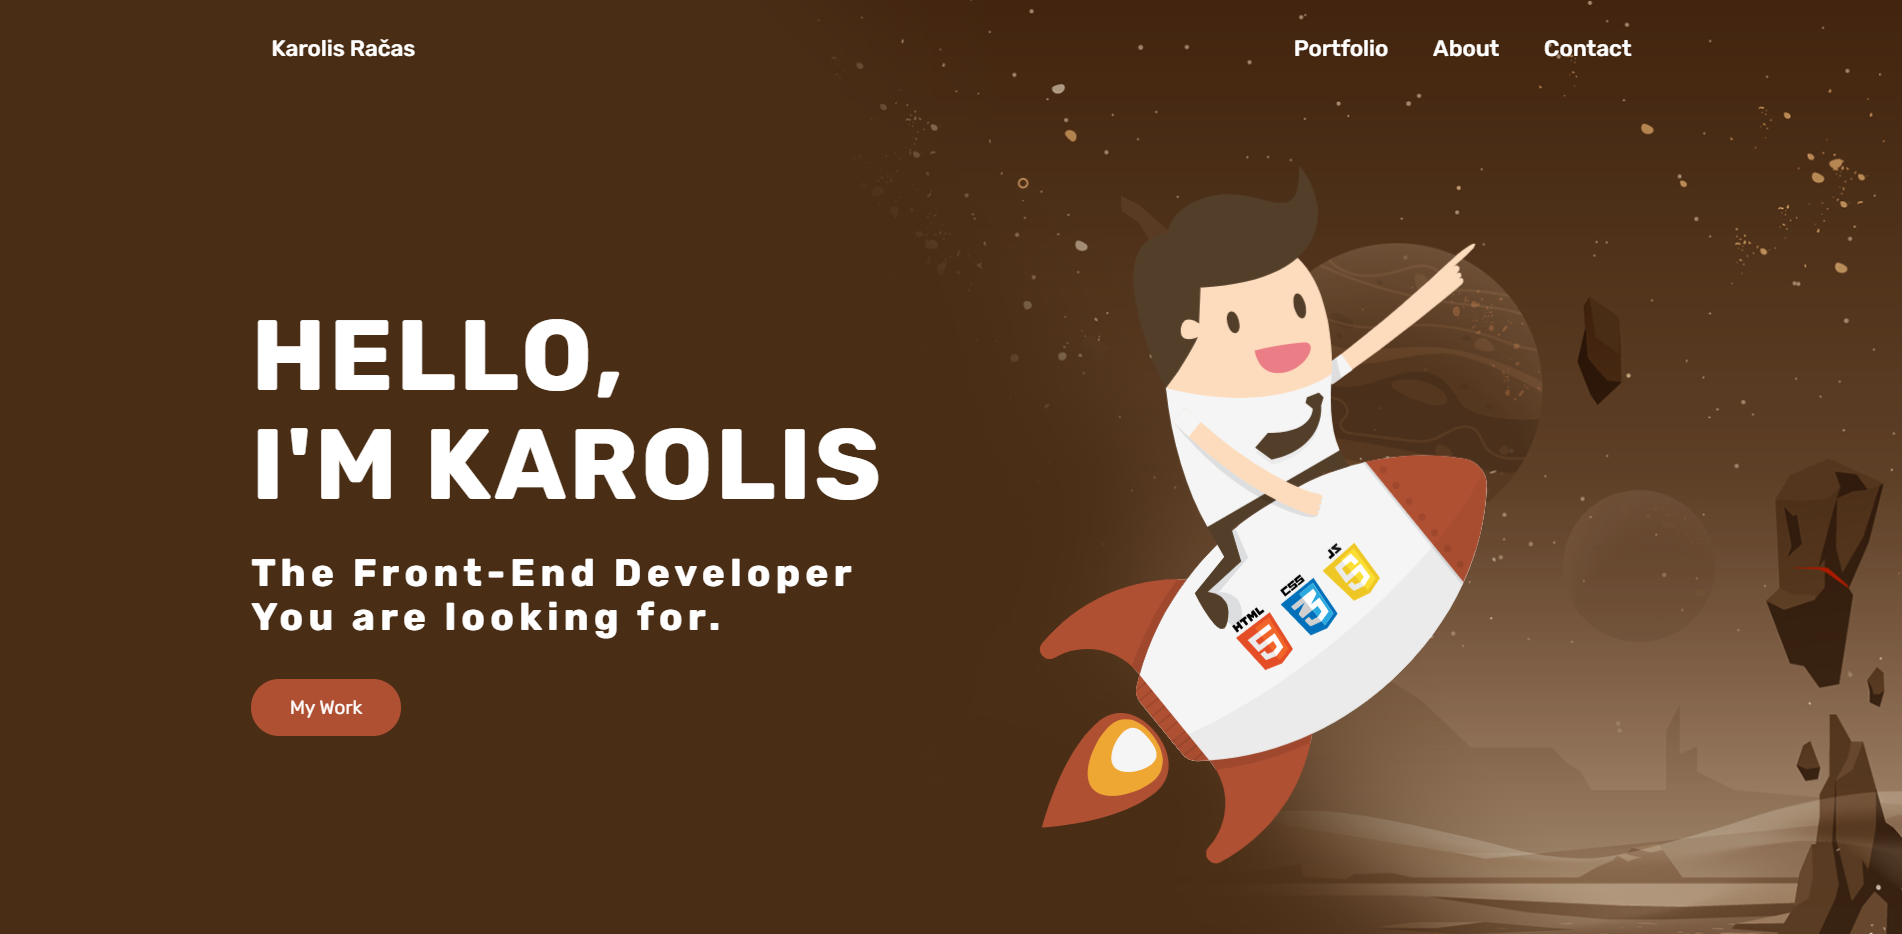 Karolis Račas
Portfolio
About
Contact
HELLO,
I'M KAROLIS
The Front-End Developer
You are looking for.
My Work
HTML
5
CSS
3
JS
5